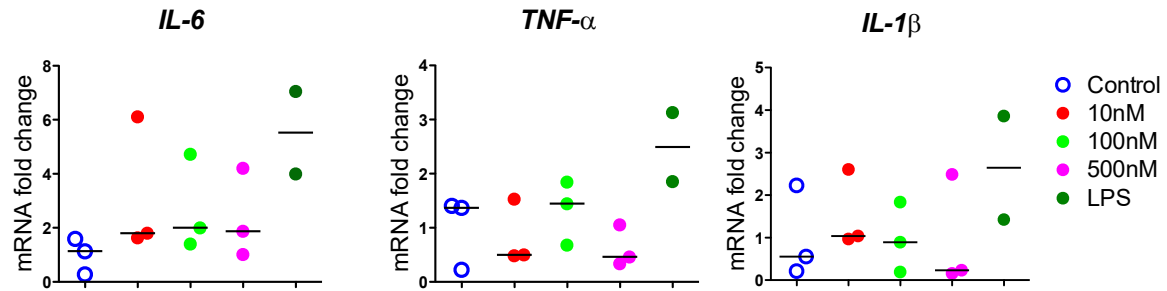 IL-6
mRNA fold change
8
6
4
2
0
TNF-α
mRNA fold change
4
3
2
1
0
IL-1β
mRNA fold change
5
4
3
2
1
0
Control
10nM
100nM
500nM
LPS